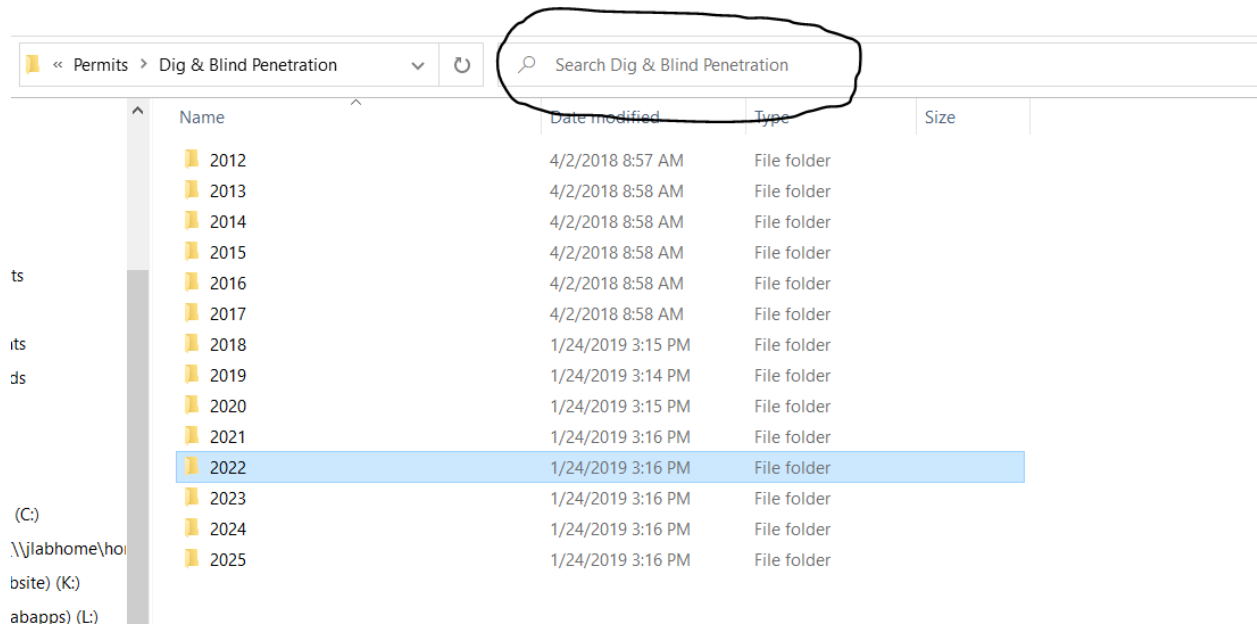 « Permits > Dig & Blind Penetration Search Dig & Blind Penetration
Name Date modified Type Size
2012 4/2/2018 8:57 AM File folder
2013 4/2/2018 8:58 AM File folder
2014 4/2/2018 8:58 AM File folder
2015 4/2/2018 8:58 AM File folder
ts
2016 4/2/2018 8:58 AM File folder
2017 4/2/2018 8:58 AM File folder
nts 2018 1/24/2019 3:15 PM File folder
ds 2019 1/24/2019 3:14 PM File folder
2020 1/24/2019 3:15 PM File folder
2021 1/24/2019 3:16 PM File folder
2022 1/24/2019 3:16 PM File folder
2023 1/24/2019 3:16 PM File folder
(C:)
2024 1/24/2019 3:16 PM File folder
\\jlabhome\hor
2025 1/24/2019 3:16 PM File folder
bsite) (K:)
abapps) (L:)